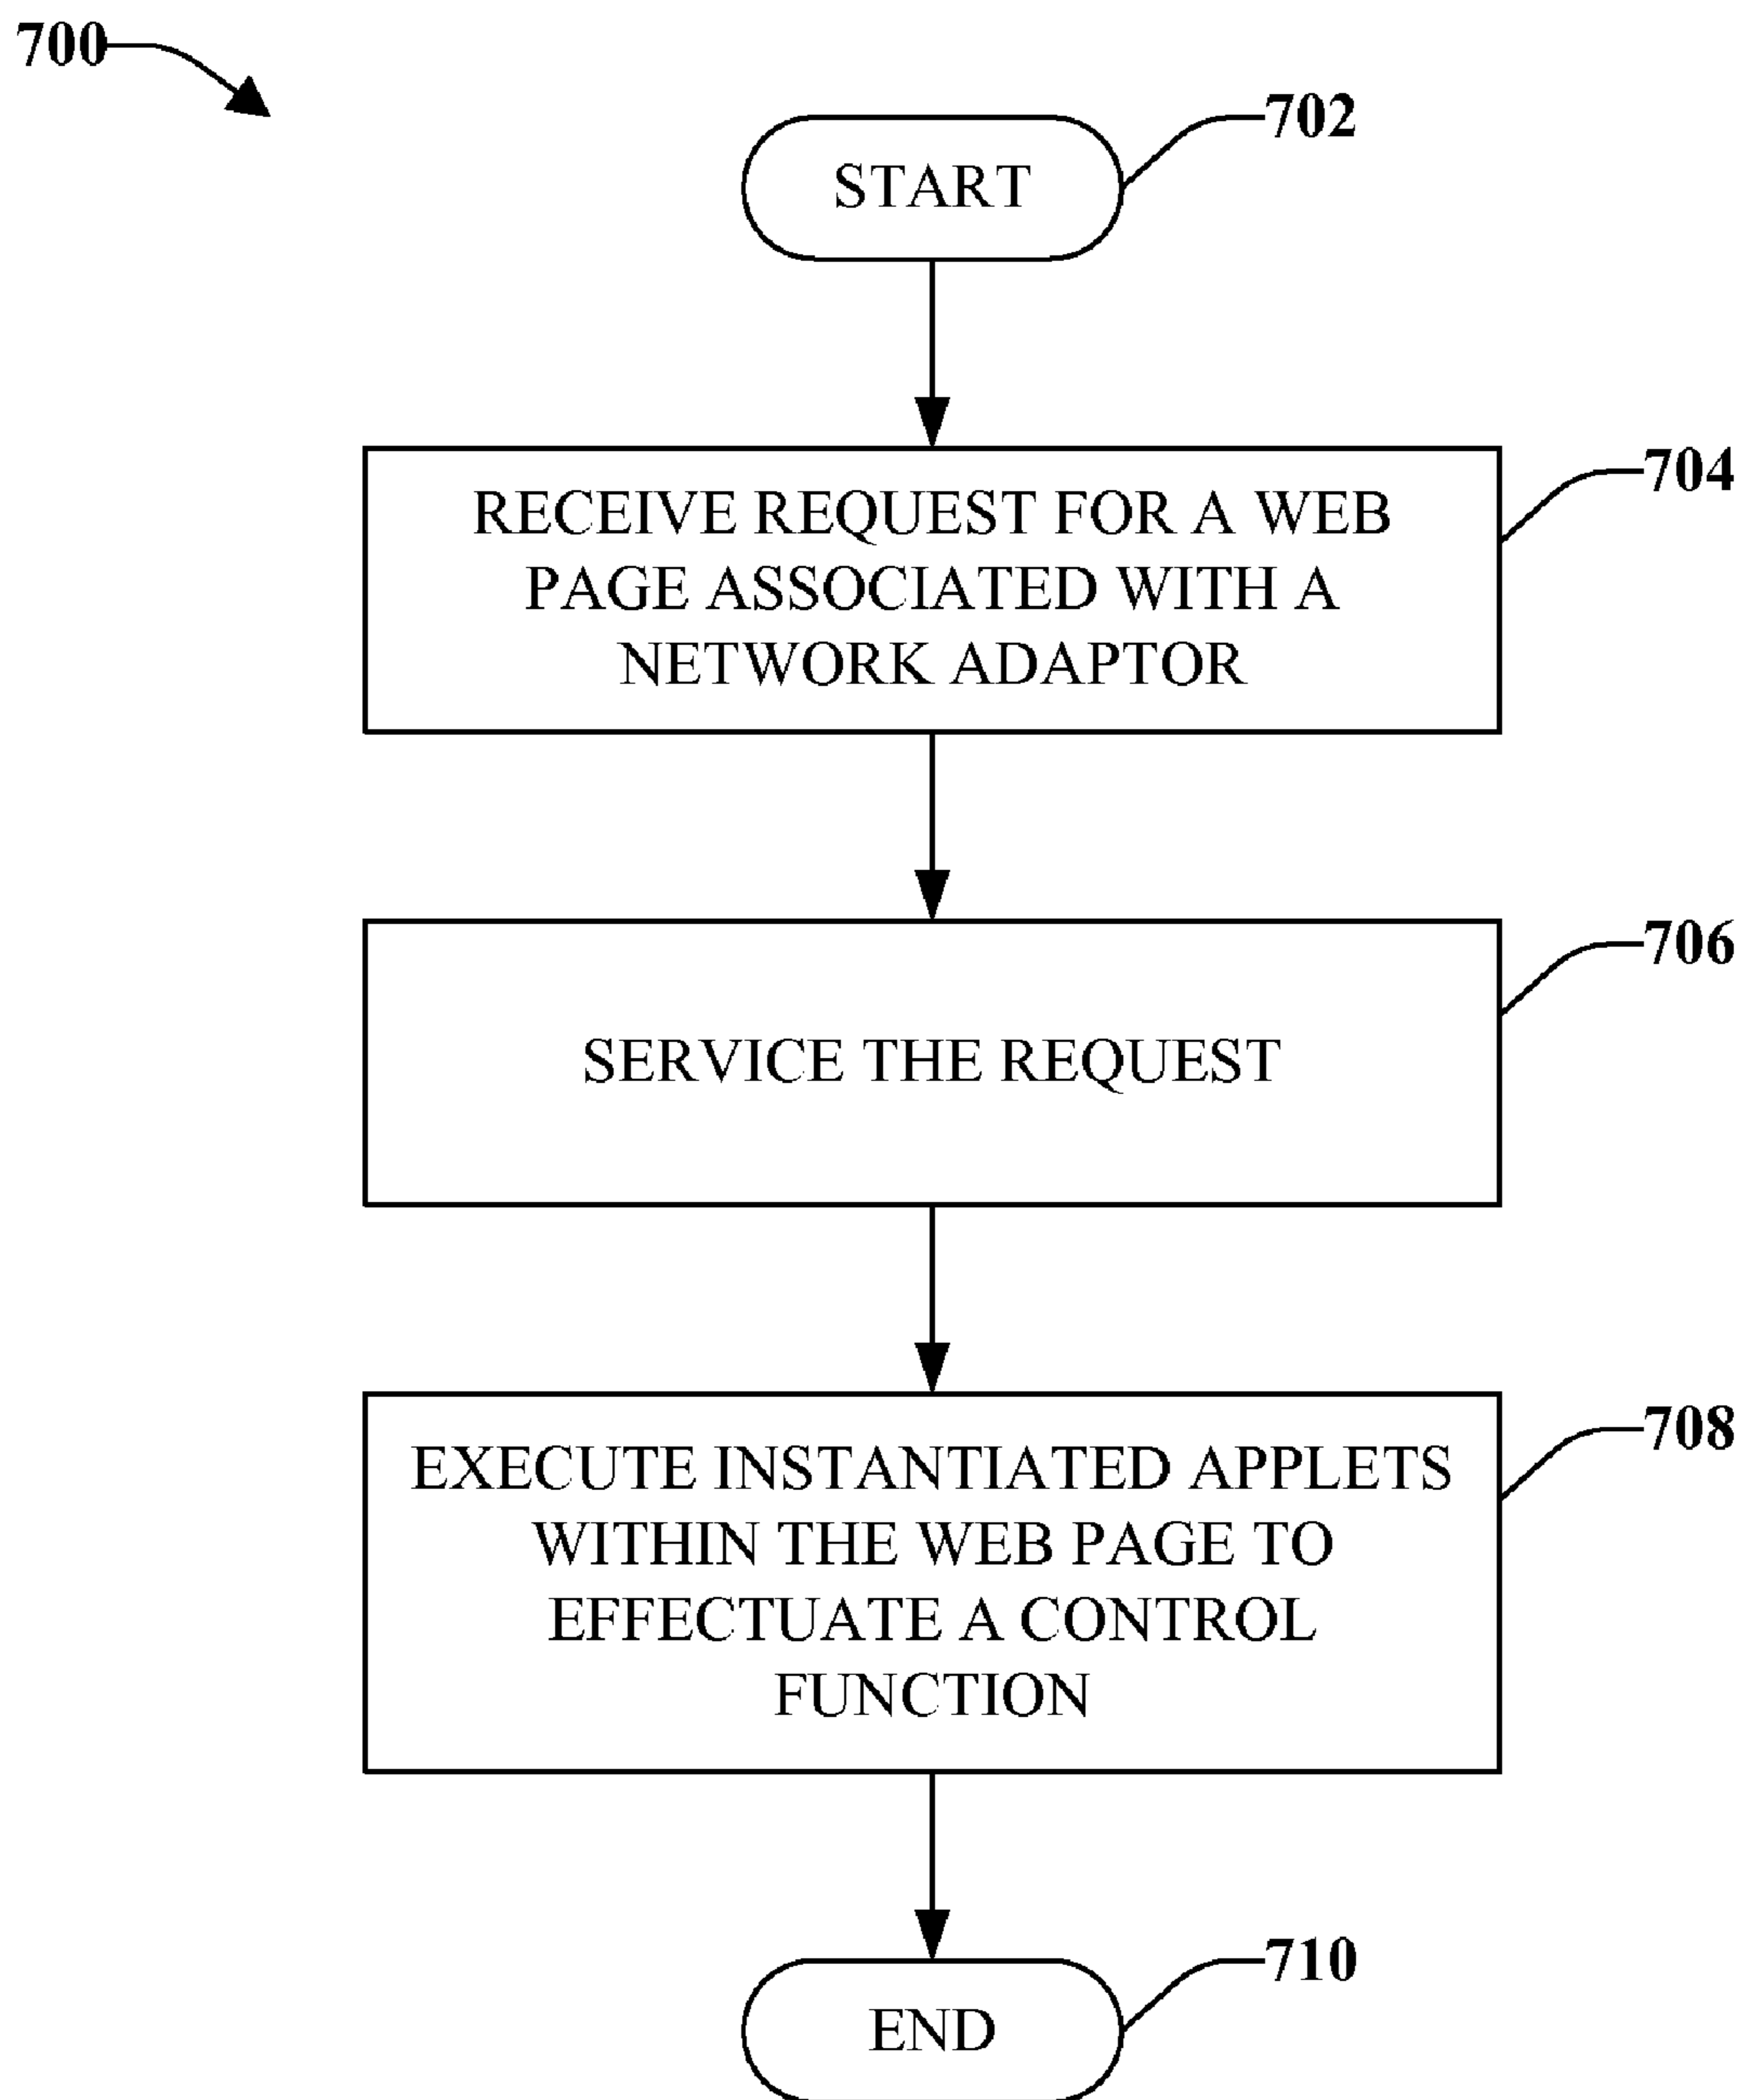 700
702
START
704
RECEIVE REQUEST FOR A WEB
PAGE ASSOCIATED WITH A
NETWORK ADAPTOR
706
SERVICE THE REQUEST
708
EXECUTE INSTANTIATED APPLETS
WITHIN THE WEB PAGE TO
EFFECTUATE A CONTROL
FUNCTION
710
END